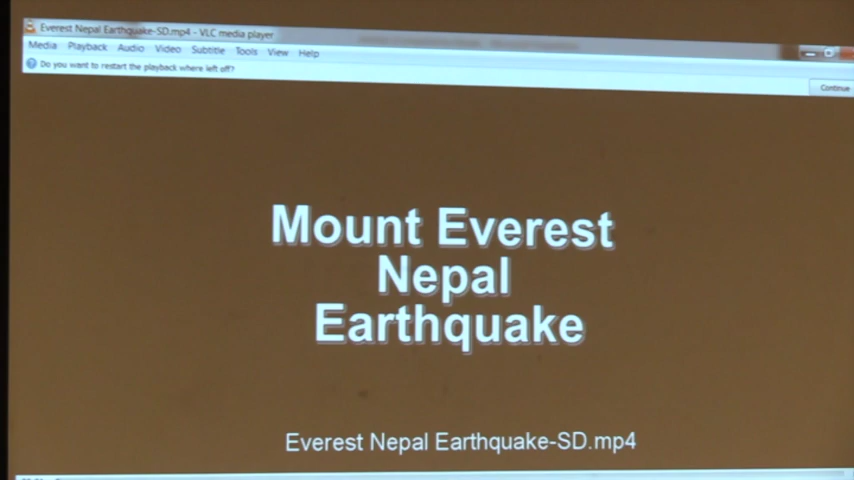 Everest Nepal Earthquake-SD.mp4 - VLC media player
Media Playback Audio Video Subtitle Tools View Help
Do you want to restart the playback where left off?
Continue
Mount Everest
Nepal
Earthquake
Everest Nepal Earthquake-SD.mp4